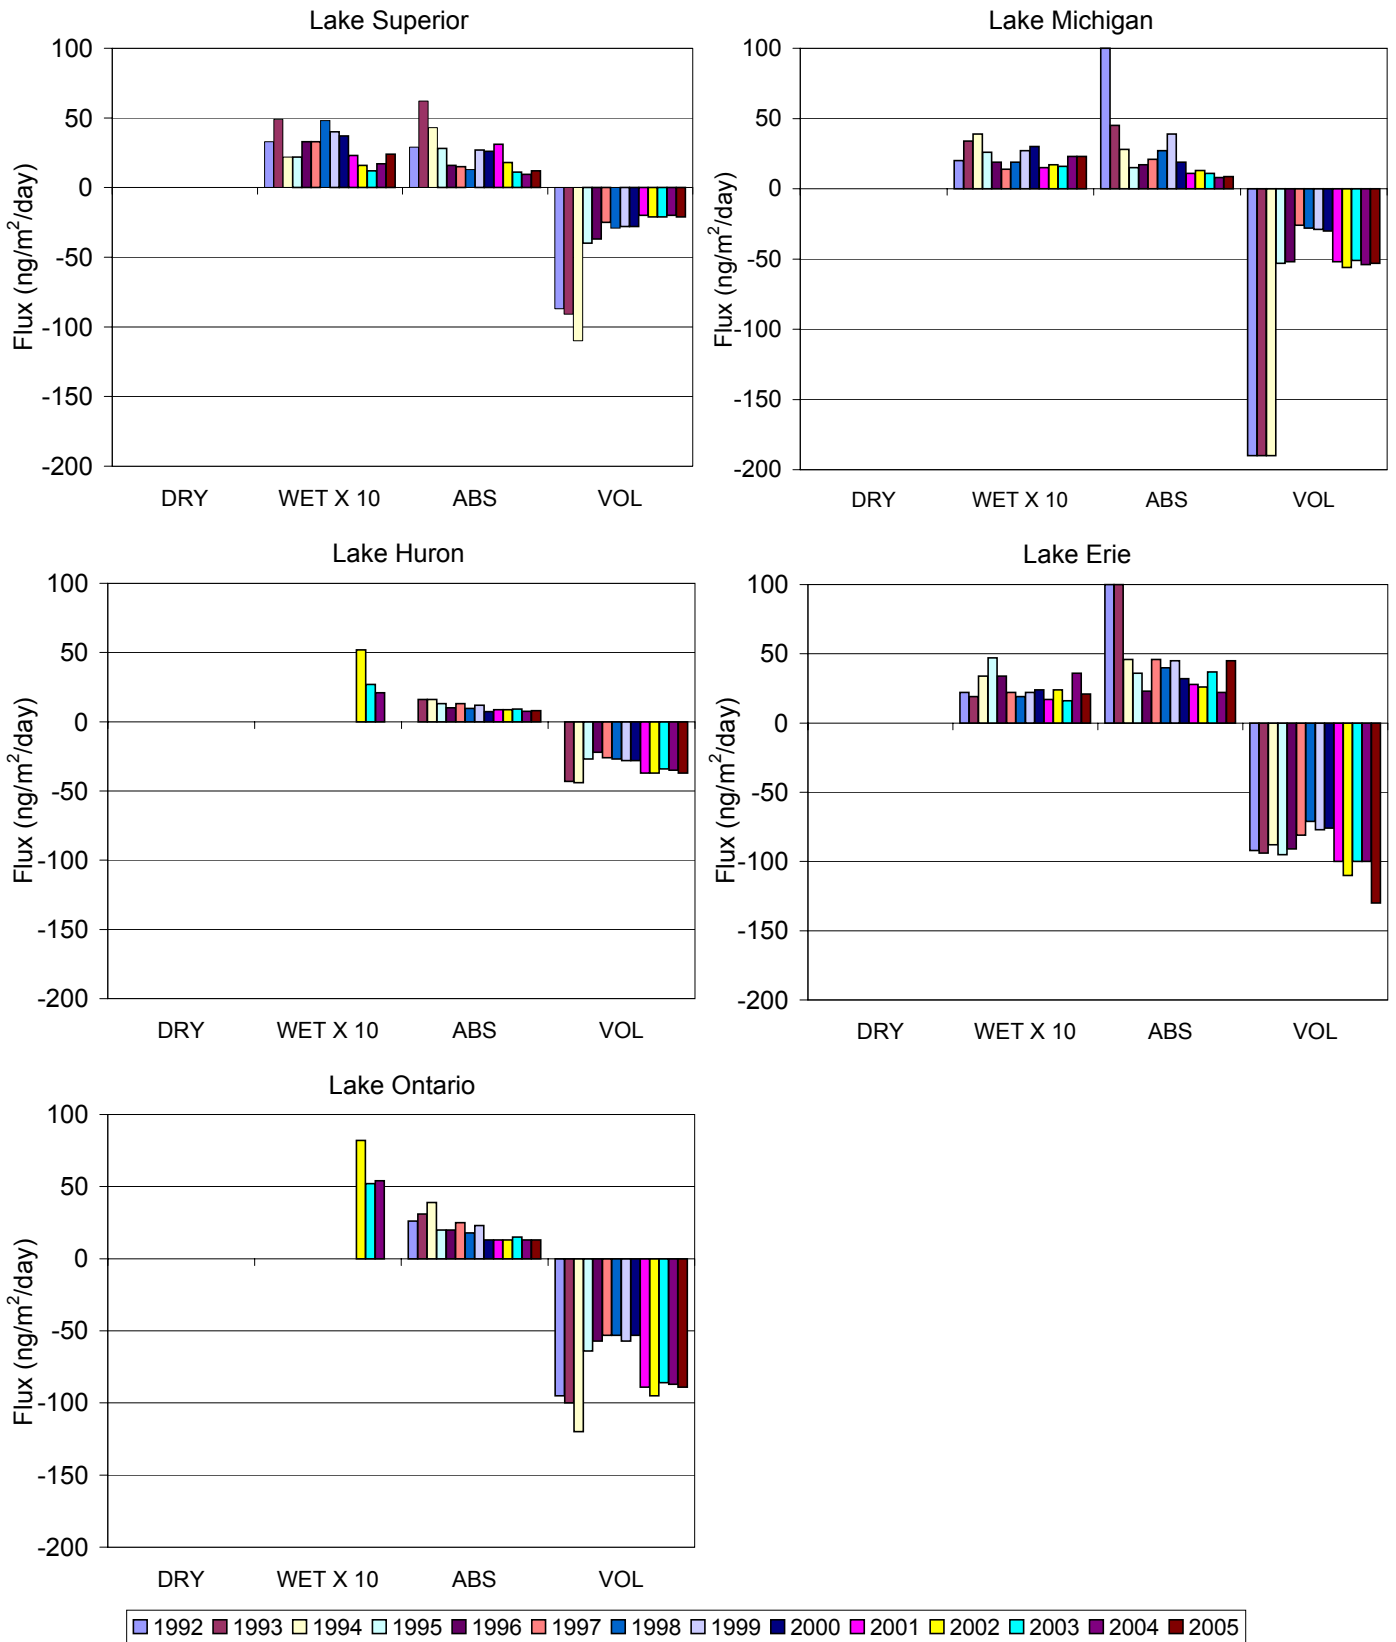 Lake Superior
100
50
0
-50
-100
-150
-200
Flux (ng/m²/day)
DRY WET X 10 ABS VOL
Lake Michigan
100
50
0
-50
-100
-150
-200
Flux (ng/m²/day)
DRY WET X 10 ABS VOL
Lake Huron
100
50
0
-50
-100
-150
-200
Flux (ng/m²/day)
DRY WET X 10 ABS VOL
Lake Erie
100
50
0
-50
-100
-150
-200
Flux (ng/m²/day)
DRY WET X 10 ABS VOL
Lake Ontario
100
50
0
-50
-100
-150
-200
Flux (ng/m²/day)
DRY WET X 10 ABS VOL
1992 1993 1994 1995 1996 1997 1998 1999 2000 2001 2002 2003 2004 2005